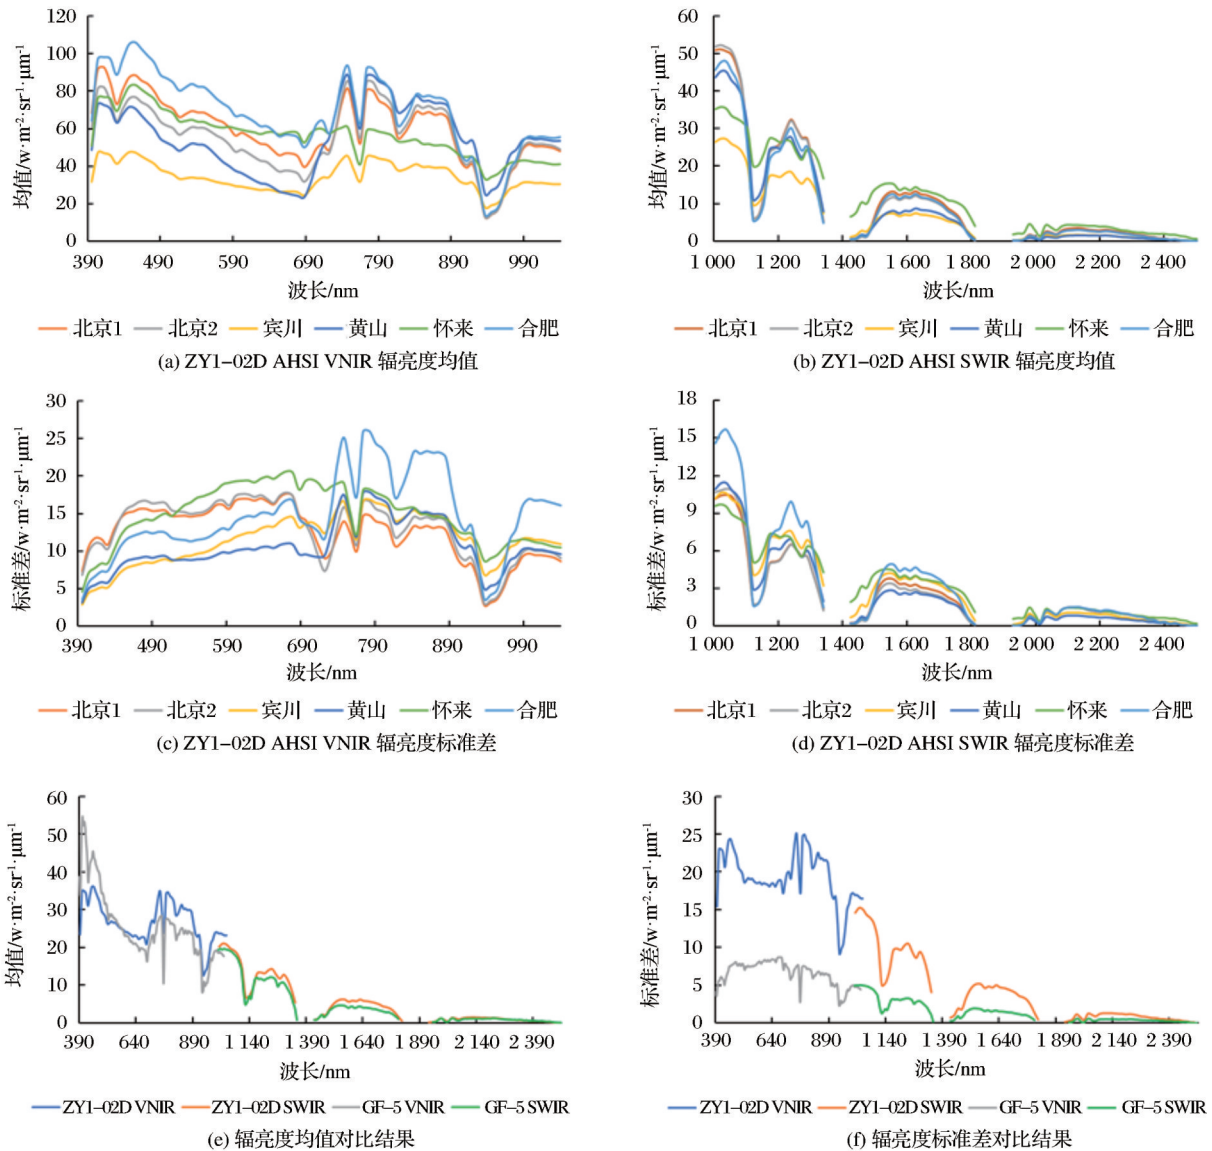 120
100
80
60
40
20
0
均值/w·m⁻²·sr⁻¹·μm⁻¹
390 490 590 690 790 890 990
波长/nm
北京1 北京2 宾川 黄山 怀来 合肥
(a) ZY1-02D AHSI VNIR 辐亮度均值
60
50
40
30
20
10
0
均值/w·m⁻²·sr⁻¹·μm⁻¹
1 000 1 200 1 400 1 600 1 800 2 000 2 200 2 400
波长/nm
北京1 北京2 宾川 黄山 怀来 合肥
(b) ZY1-02D AHSI SWIR 辐亮度均值
30
25
20
15
10
5
0
标准差/w·m⁻²·sr⁻¹·μm⁻¹
390 490 590 690 790 890 990
波长/nm
北京1 北京2 宾川 黄山 怀来 合肥
(c) ZY1-02D AHSI VNIR 辐亮度标准差
18
15
12
9
6
3
0
标准差/w·m⁻²·sr⁻¹·μm⁻¹
1 000 1 200 1 400 1 600 1 800 2 000 2 200 2 400
波长/nm
北京1 北京2 宾川 黄山 怀来 合肥
(d) ZY1-02D AHSI SWIR 辐亮度标准差
60
50
40
30
20
10
0
均值/w·m⁻²·sr⁻¹·μm⁻¹
390 640 890 1 140 1 390 1 640 1 890 2 140 2 390
波长/nm
ZY1-02D VNIR ZY1-02D SWIR GF-5 VNIR GF-5 SWIR
(e) 辐亮度均值对比结果
30
25
20
15
10
5
0
标准差/w·m⁻²·sr⁻¹·μm⁻¹
390 640 890 1 140 1 390 1 640 1 890 2 140 2 390
波长/nm
ZY1-02D VNIR ZY1-02D SWIR GF-5 VNIR GF-5 SWIR
(f) 辐亮度标准差对比结果